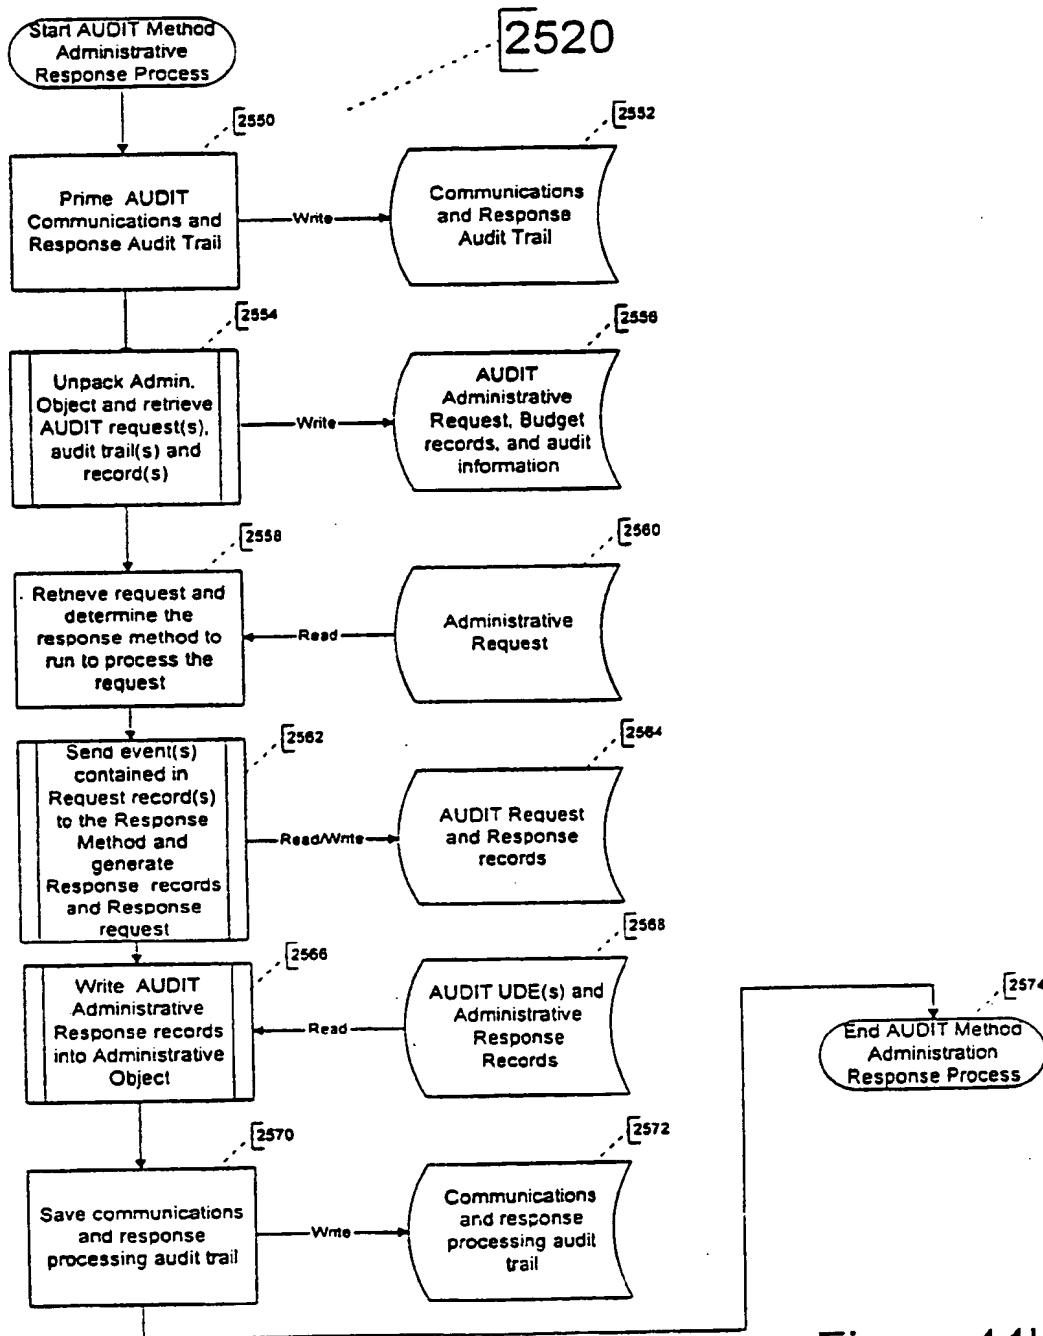 Start AUDIT Method
Administrative
Response Process
2520
2550
Prime AUDIT
Communications and
Response Audit Trail
Write
2552
Communications
and Response
Audit Trail
2554
Unpack Admin.
Object and retrieve
AUDIT request(s),
audit trail(s) and
record(s)
Write
2556
AUDIT
Administrative
Request, Budget
records, and audit
information
2558
Retrieve request and
determine the
response method to
run to process the
request
Read
2560
Administrative
Request
2562
Send event(s)
contained in
Request record(s)
to the Response
Method and
generate
Response records
and Response
request
Read/Write
2564
AUDIT Request
and Response
records
2566
Write AUDIT
Administrative
Response records
into Administrative
Object
Read
2568
AUDIT UDE(s) and
Administrative
Response
Records
2570
Save communications
and response
processing audit trail
Write
2572
Communications
and response
processing audit
trail
2574
End AUDIT Method
Administration
Response Process
Figure